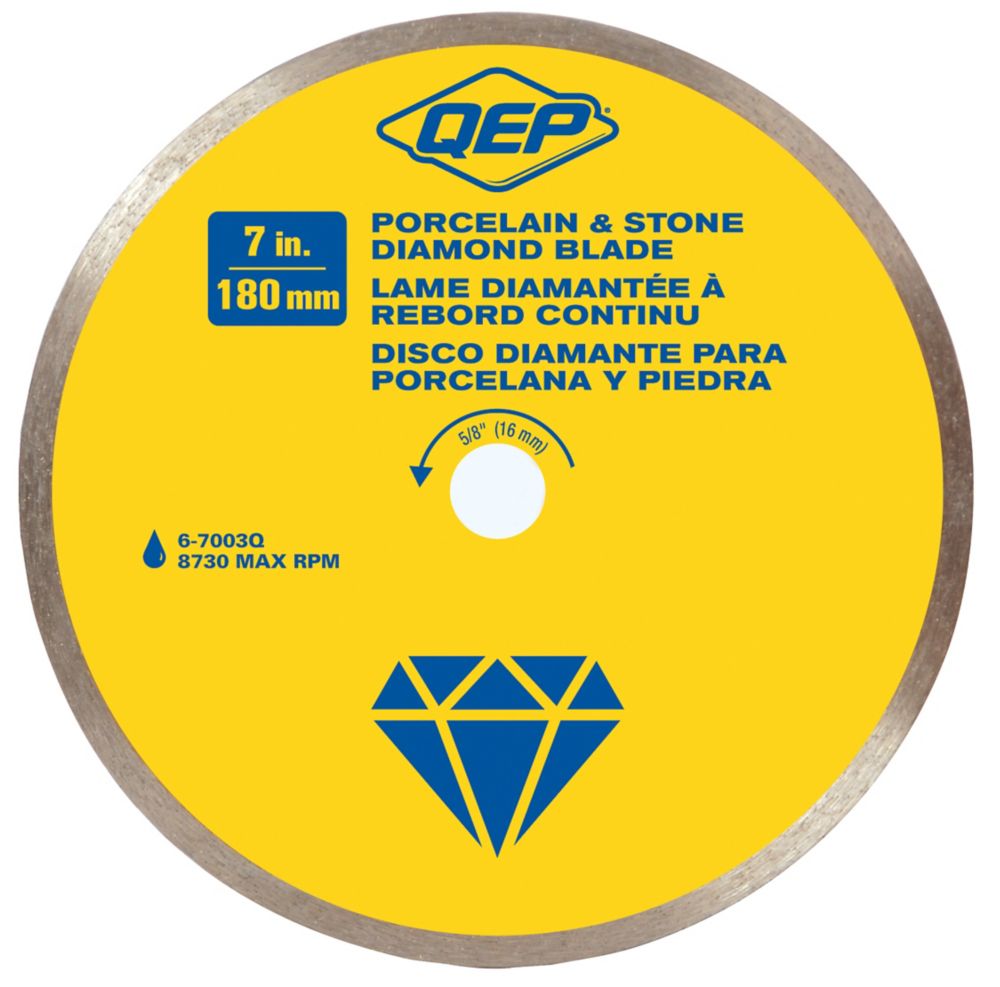 QEP®
7 in.
180 mm
PORCELAIN & STONE
DIAMOND BLADE
LAME DIAMANTÉE À
REBORD CONTINU
DISCO DIAMANTE PARA
PORCELANA Y PIEDRA
5/8" (16 mm)
6-7003Q
8730 MAX RPM